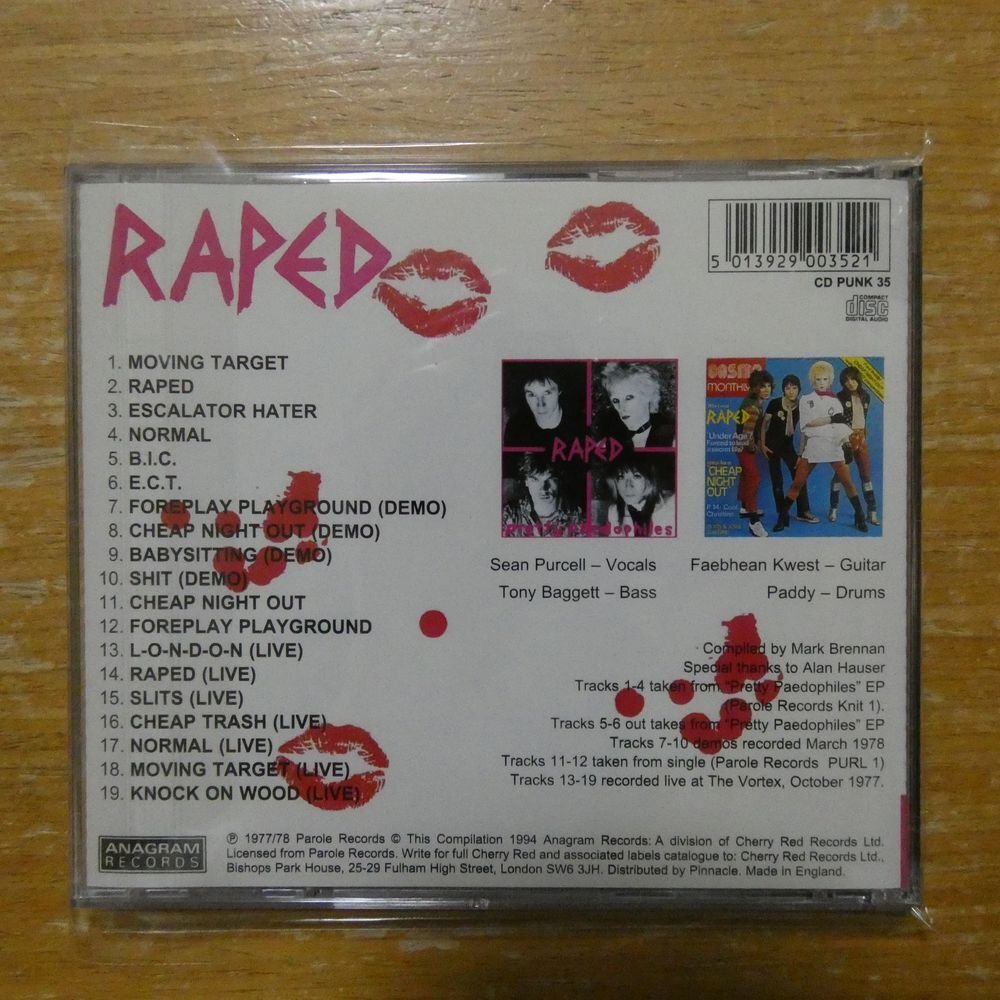 RAPED
5 013929 003521
CD PUNK 35
COMPACT
disc
DIGITAL AUDIO
1. MOVING TARGET
2. RAPED
3. ESCALATOR HATER
4. NORMAL
5. B.I.C.
6. E.C.T.
7. FOREPLAY PLAYGROUND (DEMO)
8. CHEAP NIGHT OUT (DEMO)
9. BABYSITTING (DEMO)
10. SHIT (DEMO)
11. CHEAP NIGHT OUT
12. FOREPLAY PLAYGROUND
13. L-O-N-D-O-N (LIVE)
14. RAPED (LIVE)
15. SLITS (LIVE)
16. CHEAP TRASH (LIVE)
17. NORMAL (LIVE)
18. MOVING TARGET (LIVE)
19. KNOCK ON WOOD (LIVE)
RAPED
Pretty Paedophiles
MONTHLY
RAPED
Under Age?
CHEAP
NIGHT
OUT
Sean Purcell – Vocals
Faebhean Kwest – Guitar
Tony Baggett – Bass
Paddy – Drums
Compiled by Mark Brennan
Special thanks to Alan Hauser
Tracks 1-4 taken from "Pretty Paedophiles" EP
(Parole Records Knit 1).
Tracks 5-6 out takes from "Pretty Paedophiles" EP
Tracks 7-10 demos recorded March 1978
Tracks 11-12 taken from single (Parole Records PURL 1)
Tracks 13-19 recorded live at The Vortex, October 1977.
ANAGRAM
RECORDS
℗ 1977/78 Parole Records © This Compilation 1994 Anagram Records: A division of Cherry Red Records Ltd.
Licensed from Parole Records. Write for full Cherry Red and associated labels catalogue to: Cherry Red Records Ltd.,
Bishops Park House, 25-29 Fulham High Street, London SW6 3JH. Distributed by Pinnacle. Made in England.